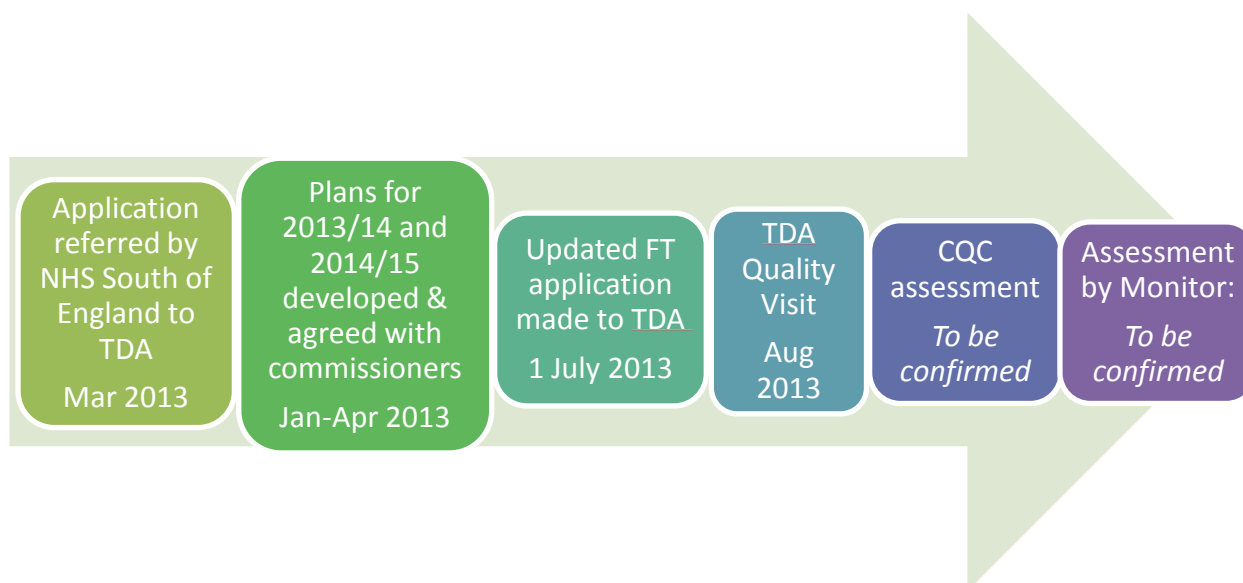 Application
referred by
NHS South of
England to
TDA
Mar 2013
Plans for
2013/14 and
2014/15
developed &
agreed with
commissioners
Jan-Apr 2013
Updated FT
application
made to TDA
1 July 2013
TDA
Quality
Visit
Aug
2013
CQC
assessment
To be
confirmed
Assessment
by Monitor:
To be
confirmed